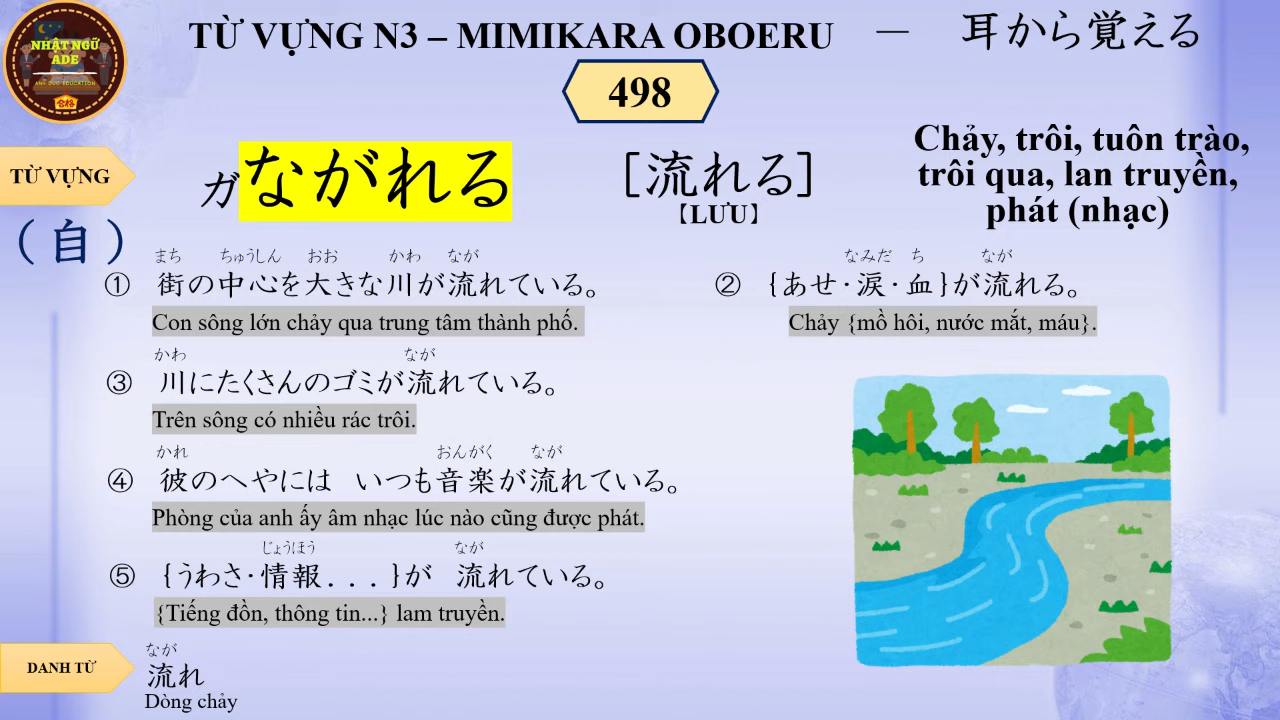 NHẬT NGỮ
ADE
ANH DUC EDUCATION
合格
TỪ VỰNG N3 – MIMIKARA OBOERU － 耳から覚える
498
TỪ VỰNG
(自)
ガながれる
[流れる]
【LƯU】
Chảy, trôi, tuôn trào,
trôi qua, lan truyền,
phát (nhạc)
まち ちゅうしん おお かわ なが
① 街の中心を大きな川が流れている。
Con sông lớn chảy qua trung tâm thành phố.
なみだ ち なが
② {あせ・涙・血}が流れる。
Chảy {mồ hôi, nước mắt, máu}.
かわ なが
③ 川にたくさんのゴミが流れている。
Trên sông có nhiều rác trôi.
かれ おんがく なが
④ 彼のへやには いつも音楽が流れている。
Phòng của anh ấy âm nhạc lúc nào cũng được phát.
じょうほう なが
⑤ {うわさ・情報...}が 流れている。
{Tiếng đồn, thông tin...} lam truyền.
DANH TỪ
なが
流れ
Dòng chảy